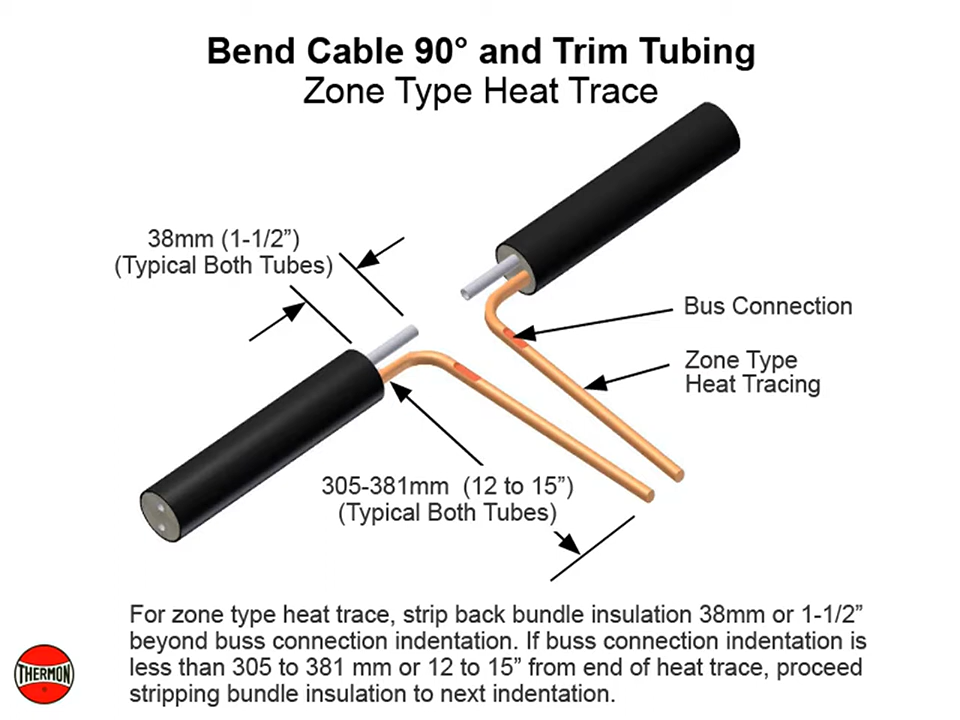 Bend Cable 90° and Trim Tubing
Zone Type Heat Trace
38mm (1-1/2”)
(Typical Both Tubes)
Bus Connection
Zone Type
Heat Tracing
305-381mm (12 to 15”)
(Typical Both Tubes)
For zone type heat trace, strip back bundle insulation 38mm or 1-1/2”
beyond buss connection indentation. If buss connection indentation is
less than 305 to 381 mm or 12 to 15” from end of heat trace, proceed
stripping bundle insulation to next indentation.
THERMON